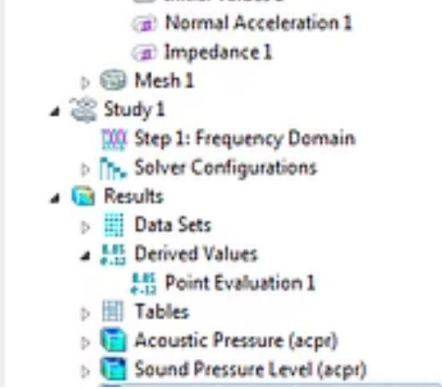 Normal Acceleration 1
Impedance 1
Mesh 1
Study 1
Step 1: Frequency Domain
Solver Configurations
Results
Data Sets
Derived Values
Point Evaluation 1
Tables
Acoustic Pressure (acpr)
Sound Pressure Level (acpr)